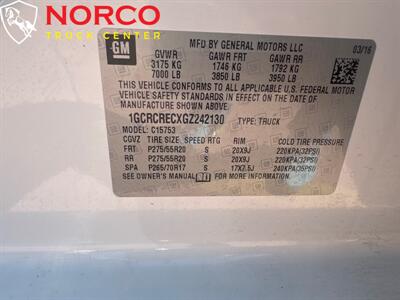 NORCO
TRUCK CENTER
GM
MFD BY GENERAL MOTORS LLC
03/16
GVWR GAWR FRT GAWR RR
3175 KG 1746 KG 1792 KG
7000 LB 3850 LB 3950 LB
THIS VEHICLE CONFORMS TO ALL APPLICABLE U.S. FEDERAL MOTOR
VEHICLE SAFETY STANDARDS IN EFFECT ON THE DATE OF
MANUFACTURE SHOWN ABOVE.
1GCRCRECXGZ242130 TYPE: TRUCK
MODEL: C15753
CGVZ TIRE SIZE SPEED RTG RIM COLD TIRE PRESSURE
FRT P275/55R20 S 20X9J 220KPA(32PSI)
RR P275/55R20 S 20X9J 220KPA(32PSI)
SPA P265/70R17 S 17X7.5J 240KPA(35PSI)
SEE OWNER'S MANUAL FOR MORE INFORMATION.